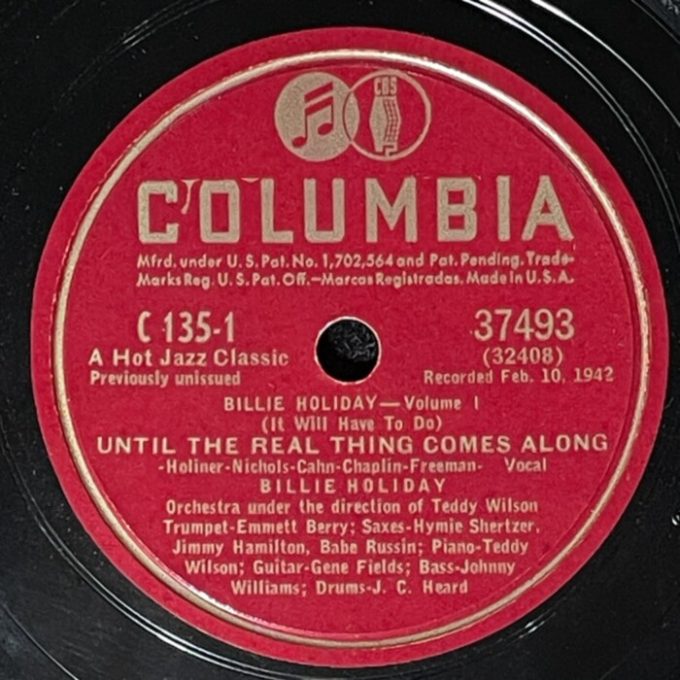 CBS
COLUMBIA
Mfrd. under U.S. Pat. No. 1,702,564 and Pat. Pending. Trade-
Marks Reg. U.S. Pat. Off.—Marcas Registradas. Made in U.S.A.
C 135-1
37493
A Hot Jazz Classic
(32408)
Previously unissued
Recorded Feb. 10, 1942
BILLIE HOLIDAY—Volume 1
(It Will Have To Do)
UNTIL THE REAL THING COMES ALONG
-Holiner-Nichols-Cahn-Chaplin-Freeman- Vocal
BILLIE HOLIDAY
Orchestra under the direction of Teddy Wilson
Trumpet-Emmett Berry; Saxes-Hymie Shertzer,
Jimmy Hamilton, Babe Russin; Piano-Teddy
Wilson; Guitar-Gene Fields; Bass-Johnny
Williams; Drums-J. C. Heard